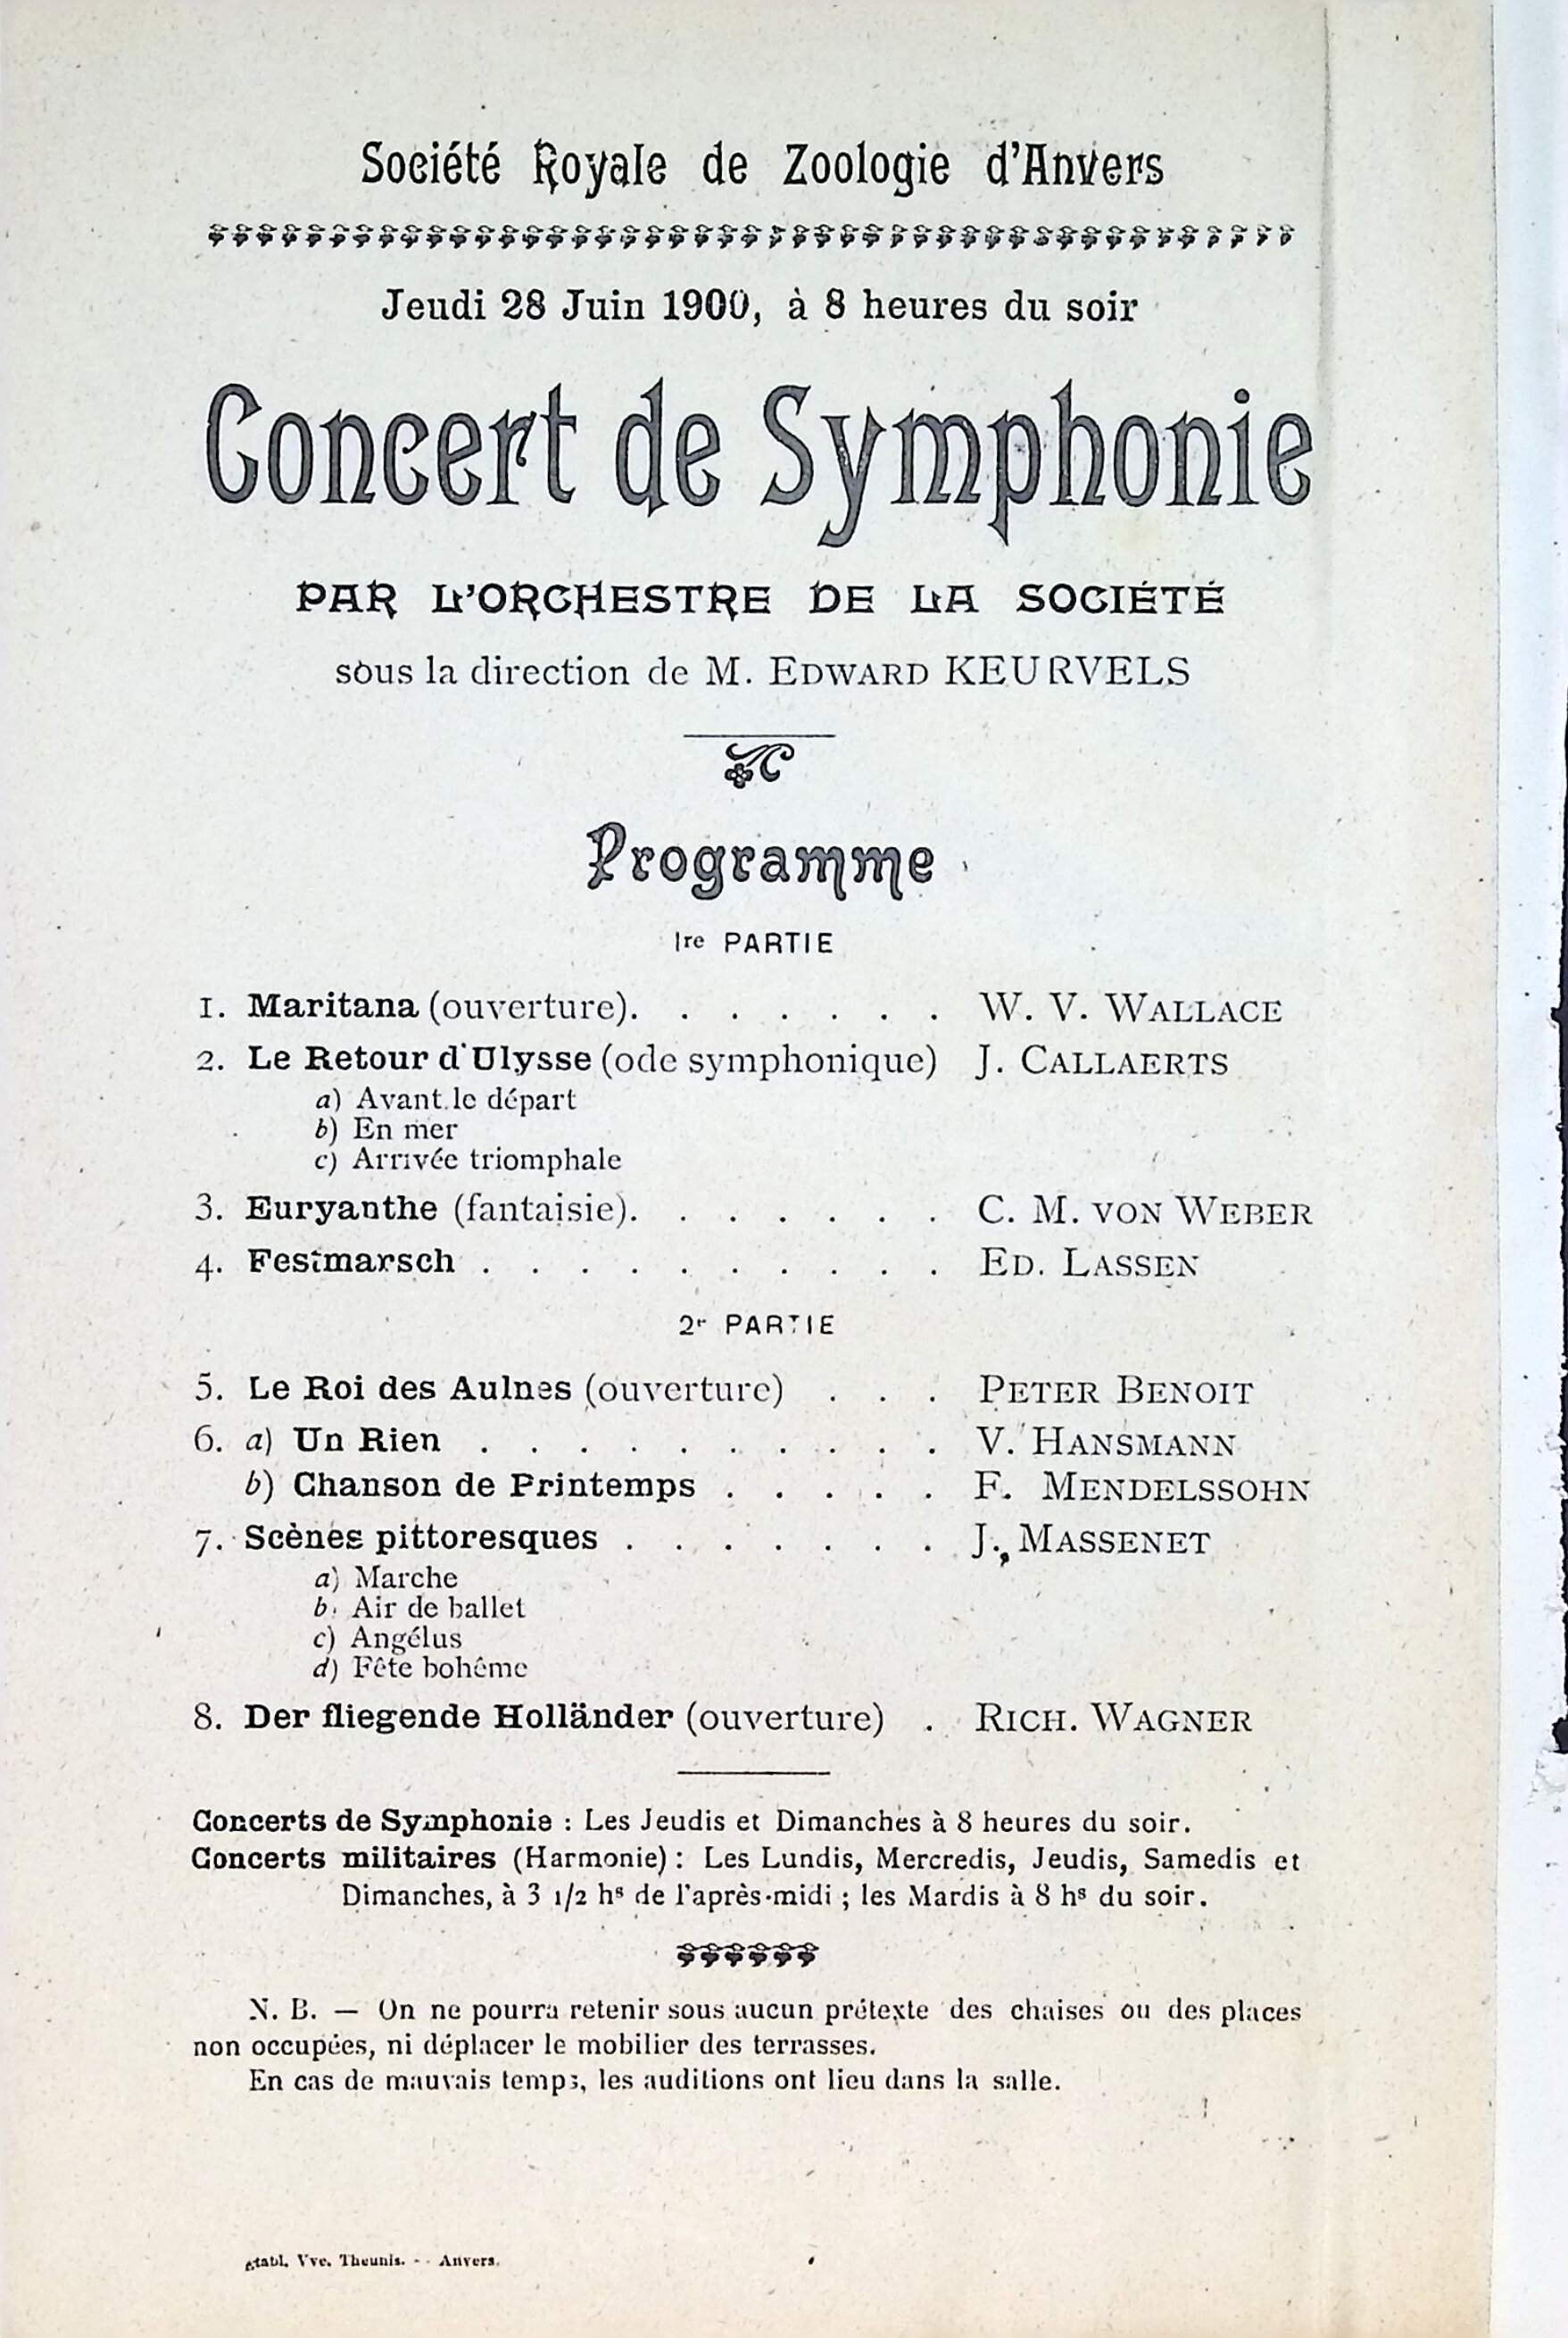 Société Royale de Zoologie d'Anvers
Jeudi 28 Juin 1900, à 8 heures du soir
Concert de Symphonie
PAR L'ORCHESTRE DE LA SOCIÉTÉ
sous la direction de M. EDWARD KEURVELS
Programme
1re PARTIE
1. Maritana (ouverture). . . . . . . W. V. WALLACE
2. Le Retour d'Ulysse (ode symphonique) J. CALLAERTS
a) Avant le départ
b) En mer
c) Arrivée triomphale
3. Euryanthe (fantaisie). . . . . . . C. M. VON WEBER
4. Festmarsch . . . . . . . . . . ED. LASSEN
2e PARTIE
5. Le Roi des Aulnes (ouverture) . . . PETER BENOIT
6. a) Un Rien . . . . . . . . . . V. HANSMANN
b) Chanson de Printemps . . . . . F. MENDELSSOHN
7. Scènes pittoresques . . . . . . . J. MASSENET
a) Marche
b) Air de ballet
c) Angélus
d) Fête bohême
8. Der fliegende Holländer (ouverture) . RICH. WAGNER
Concerts de Symphonie : Les Jeudis et Dimanches à 8 heures du soir.
Concerts militaires (Harmonie) : Les Lundis, Mercredis, Jeudis, Samedis et
Dimanches, à 3 1/2 hs de l'après-midi ; les Mardis à 8 hs du soir.
N. B. — On ne pourra retenir sous aucun prétexte des chaises ou des places
non occupées, ni déplacer le mobilier des terrasses.
En cas de mauvais temps, les auditions ont lieu dans la salle.
Etabl. Vve. Theunis. - Anvers.